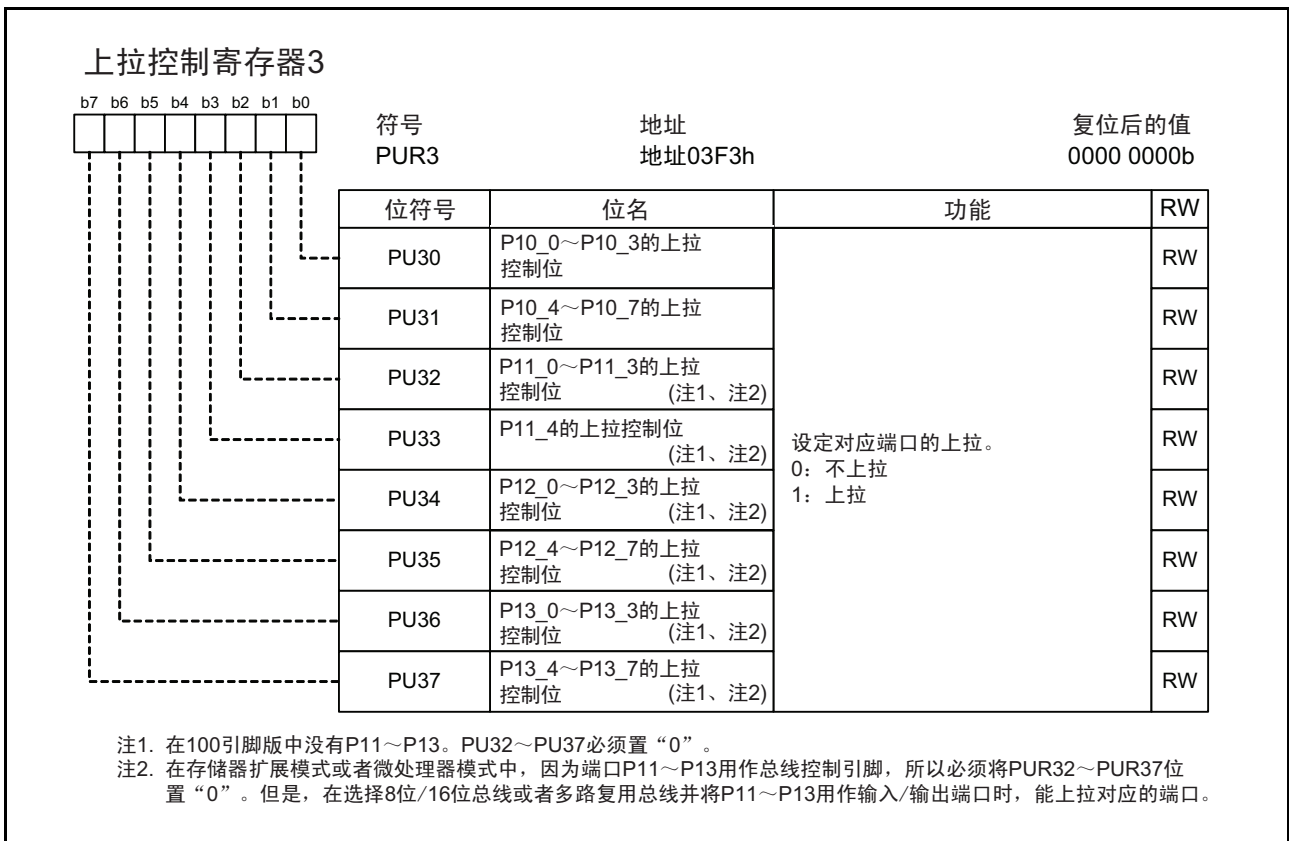 上拉控制寄存器3
b7 b6 b5 b4 b3 b2 b1 b0
符号 地址 复位后的值
PUR3 地址03F3h 0000 0000b
位符号 位名 功能 RW
PU30 P10_0～P10_3的上拉 RW
控制位
PU31 P10_4～P10_7的上拉 RW
控制位
PU32 P11_0～P11_3的上拉 RW
控制位 (注1、注2)
PU33 P11_4的上拉控制位 RW
(注1、注2)
设定对应端口的上拉。
0：不上拉
1：上拉
PU34 P12_0～P12_3的上拉 RW
控制位 (注1、注2)
PU35 P12_4～P12_7的上拉 RW
控制位 (注1、注2)
PU36 P13_0～P13_3的上拉 RW
控制位 (注1、注2)
PU37 P13_4～P13_7的上拉 RW
控制位 (注1、注2)
注1. 在100引脚版中没有P11～P13。PU32～PU37必须置“0”。
注2. 在存储器扩展模式或者微处理器模式中，因为端口P11～P13用作总线控制引脚，所以必须将PUR32～PUR37位
置“0”。但是，在选择8位/16位总线或者多路复用总线并将P11～P13用作输入/输出端口时，能上拉对应的端口。